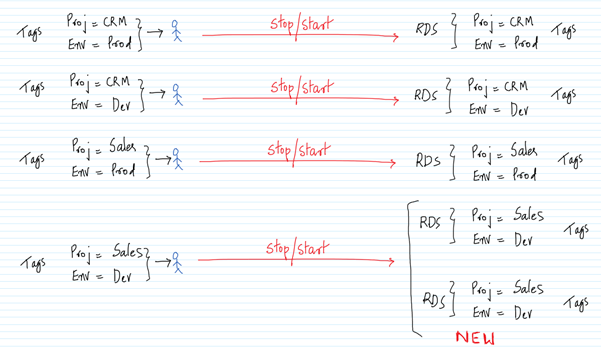 Stop/start
Tags Proj = CRM RDS Proj = CRM Tags
Env = Prod Env = Prod
Stop/start
Tags Proj = CRM RDS Proj = CRM Tags
Env = Dev Env = Dev
Stop/start
Tags Proj = Sales RDS Proj = Sales Tags
Env = Prod Env = Prod
RDS Proj = Sales Tags
Env = Dev
Stop/start
Tags Proj = Sales
Env = Dev
RDS Proj = Sales Tags
Env = Dev
NEW